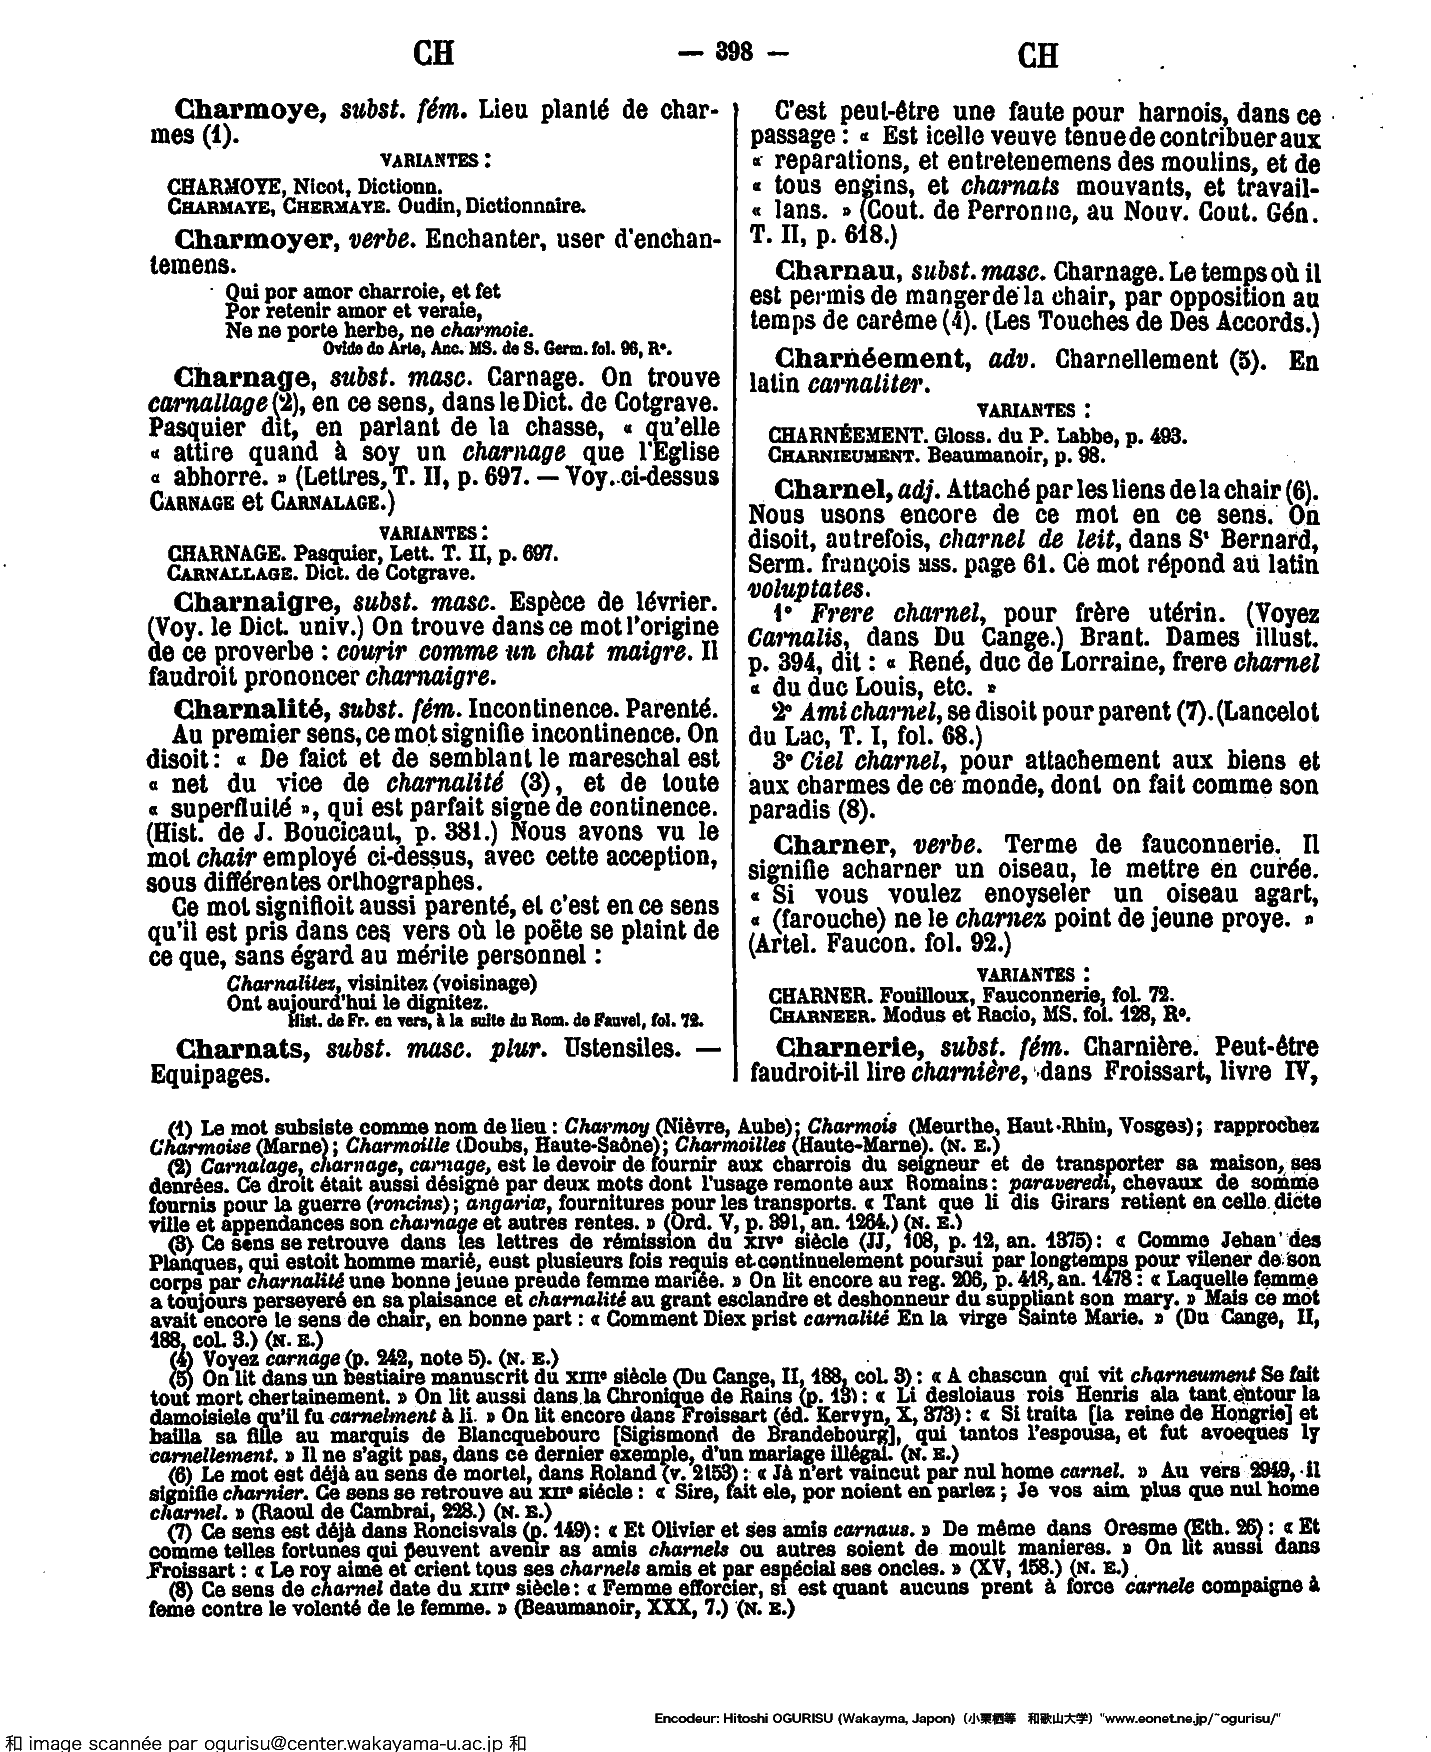 CH
— 398 —
CH
Charmoye, subst. fém. Lieu planté de char-
mes (1).
VARIANTES :
CHARMOYE, Nicot, Dictionn.
CHARMAYE, CHERMAYE. Oudin, Dictionnaire.
Charmoyer, verbe. Enchanter, user d'enchan-
temens.
Qui por amor charroie, et fet
Por retenir amor et veraie,
Ne ne porte herbe, ne charmoie.
Ovide de Arte, Anc. MS. de S. Germ. fol. 96, R°.
Charnage, subst. masc. Carnage. On trouve
carnallage (2), en ce sens, dans le Dict. de Cotgrave.
Pasquier dit, en parlant de la chasse, « qu'elle
« attire quand à soy un charnage que l'Eglise
« abhorre. » (Lettres, T. II, p. 697. — Voy. ci-dessus
CARNAGE et CARNALAGE.)
VARIANTES :
CHARNAGE. Pasquier, Lett. T. II, p. 697.
CARNALLAGE. Dict. de Cotgrave.
Charnaigre, subst. masc. Espèce de lévrier.
(Voy. le Dict. univ.) On trouve dans ce mot l'origine
de ce proverbe : courir comme un chat maigre. Il
faudroit prononcer charnaigre.
Charnalité, subst. fém. Incontinence. Parenté.
Au premier sens, ce mot signifie incontinence. On
disoit : « De faict et de semblant le mareschal est
« net du vice de charnalité (3), et de toute
« superfluité », qui est parfait signe de continence.
(Hist. de J. Boucicaut, p. 381.) Nous avons vu le
mot chair employé ci-dessus, avec cette acception,
sous différentes orthographes.
Ce mot signifioit aussi parenté, et c'est en ce sens
qu'il est pris dans ces vers où le poëte se plaint de
ce que, sans égard au mérite personnel :
Charnalitez, visinitez (voisinage)
Ont aujourd'hui le dignitez.
Hist. de Fr. en vers, à la suite du Rom. de Fauvel, fol. 72.
Charnats, subst. masc. plur. Ustensiles. —
Equipages.
C'est peut-être une faute pour harnois, dans ce
passage : « Est icelle veuve tenue de contribuer aux
« reparations, et entretenemens des moulins, et de
« tous engins, et charnats mouvants, et travail-
« lans. » (Cout. de Perronne, au Nouv. Cout. Gén.
T. II, p. 618.)
Charnau, subst. masc. Charnage. Le temps où il
est permis de manger de la chair, par opposition au
temps de carême (4). (Les Touches de Des Accords.)
Charnéement, adv. Charnellement (5). En
latin carnaliter.
VARIANTES :
CHARNÉEMENT. Gloss. du P. Labbe, p. 493.
CHARNIEUMENT. Beaumanoir, p. 98.
Charnel, adj. Attaché par les liens de la chair (6).
Nous usons encore de ce mot en ce sens. On
disoit, autrefois, charnel de leit, dans St Bernard,
Serm. françois MSS. page 61. Ce mot répond au latin
voluptates.
1° Frere charnel, pour frère utérin. (Voyez
Carnalis, dans Du Cange.) Brant. Dames illust.
p. 394, dit : « René, duc de Lorraine, frere charnel
« du duc Louis, etc. »
2° Ami charnel, se disoit pour parent (7). (Lancelot
du Lac, T. I, fol. 68.)
3° Ciel charnel, pour attachement aux biens et
aux charmes de ce monde, dont on fait comme son
paradis (8).
Charner, verbe. Terme de fauconnerie. Il
signifie acharner un oiseau, le mettre en curée.
« Si vous voulez enoyseler un oiseau agart,
« (farouche) ne le charnez point de jeune proye. »
(Artel. Faucon. fol. 92.)
VARIANTES :
CHARNER. Fouilloux, Fauconnerie, fol. 72.
CHARNEER. Modus et Racio, MS. fol. 128, R°.
Charnerie, subst. fém. Charnière. Peut-être
faudroit-il lire charnière, dans Froissart, livre IV,
(1) Le mot subsiste comme nom de lieu : Charmoy (Nièvre, Aube); Charmois (Meurthe, Haut-Rhin, Vosges); rapprochez
Charmoise (Marne); Charmoille (Doubs, Haute-Saône); Charmoilles (Haute-Marne). (N. E.)
(2) Carnalage, charnage, carnage, est le devoir de fournir aux charrois du seigneur et de transporter sa maison, ses
denrées. Ce droit était aussi désigné par deux mots dont l'usage remonte aux Romains : paraveredi, chevaux de somme
fournis pour la guerre (roncins); angariæ, fournitures pour les transports. « Tant que li dis Girars retient en celle dicte
ville et appendances son charnage et autres rentes. » (Ord. V, p. 391, an. 1264.) (N. E.)
(3) Ce sens se retrouve dans les lettres de rémission du XIVe siècle (JJ, 108, p. 12, an. 1375) : « Comme Jehan des
Planques, qui estoit homme marié, eust plusieurs fois requis et continuelement poursui par longtemps pour vilener de son
corps par charnalité une bonne jeune preude femme mariée. » On lit encore au reg. 206, p. 418, an. 1478 : « Laquelle femme
a toujours perseveré en sa plaisance et charnalité au grant esclandre et deshonneur du suppliant son mary. » Mais ce mot
avait encore le sens de chair, en bonne part : « Comment Diex prist carnalité En la virge Sainte Marie. » (Du Cange, II,
188, col. 3.) (N. E.)
(4) Voyez carnage (p. 242, note 5). (N. E.)
(5) On lit dans un bestiaire manuscrit du XIIIe siècle (Du Cange, II, 188, col. 3) : « A chascun qui vit charneument Se fait
tout mort chertainement. » On lit aussi dans la Chronique de Rains (p. 13) : « Li desloiaus rois Henris ala tant entour la
damoisiele qu'il fu carnelment à li. » On lit encore dans Froissart (éd. Kervyn, X, 373) : « Si traita [la reine de Hongrie] et
bailla sa fille au marquis de Blancquebourc [Sigismond de Brandebourg], qui tantos l'espousa, et fut avoeques ly
carnellement. » Il ne s'agit pas, dans ce dernier exemple, d'un mariage illégal. (N. E.)
(6) Le mot est déjà au sens de mortel, dans Roland (v. 2153) : « Jà n'ert vaincut par nul home carnel. » Au vers 2949, il
signifie charnier. Ce sens se retrouve au XIIe siécle : « Sire, fait ele, por noient en parlez ; Je vos aim plus que nul home
charnel. » (Raoul de Cambrai, 228.) (N. E.)
(7) Ce sens est déjà dans Roncisvals (p. 149) : « Et Olivier et ses amis carnaus. » De même dans Oresme (Eth. 26) : « Et
comme telles fortunes qui peuvent avenir as amis charnels ou autres soient de moult manieres. » On lit aussi dans
Froissart : « Le roy aime et crient tous ses charnels amis et par espécial ses oncles. » (XV, 158.) (N. E.)
(8) Ce sens de charnel date du XIIIe siècle : « Femme efforcier, si est quant aucuns prent à force carnele compaigne à
feme contre le volenté de le femme. » (Beaumanoir, XXX, 7.) (N. E.)
Encodeur: Hitoshi OGURISU (Wakayma, Japon) (小栗栖等 和歌山大学) "www.eonet.ne.jp/~ogurisu/"
和 image scannée par ogurisu@center.wakayama-u.ac.jp 和